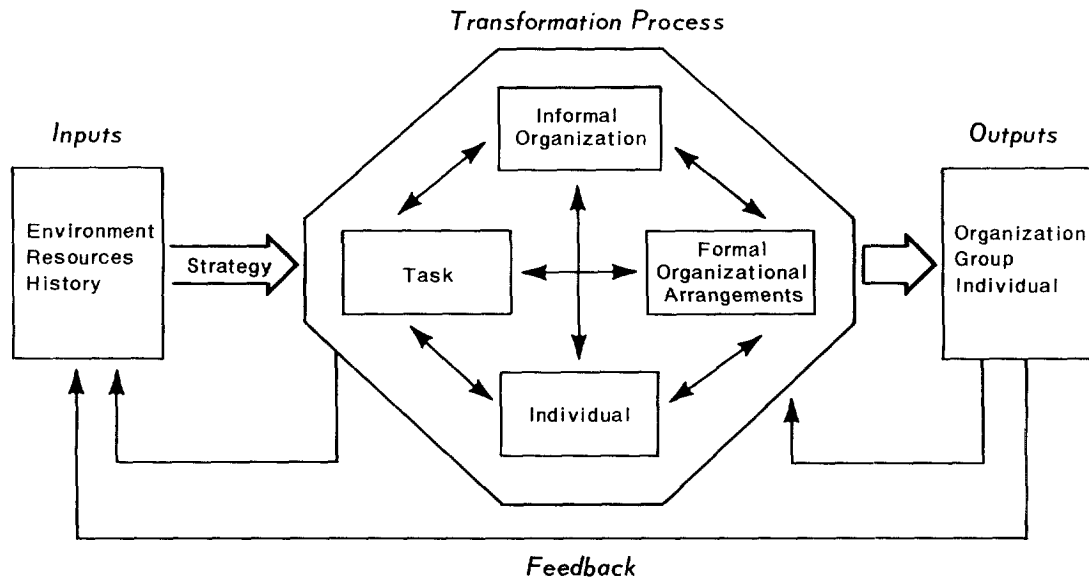 Transformation Process
Inputs
Environment
Resources
History
Strategy
Informal
Organization
Task
Formal
Organizational
Arrangements
Individual
Outputs
Organization
Group
Individual
Feedback